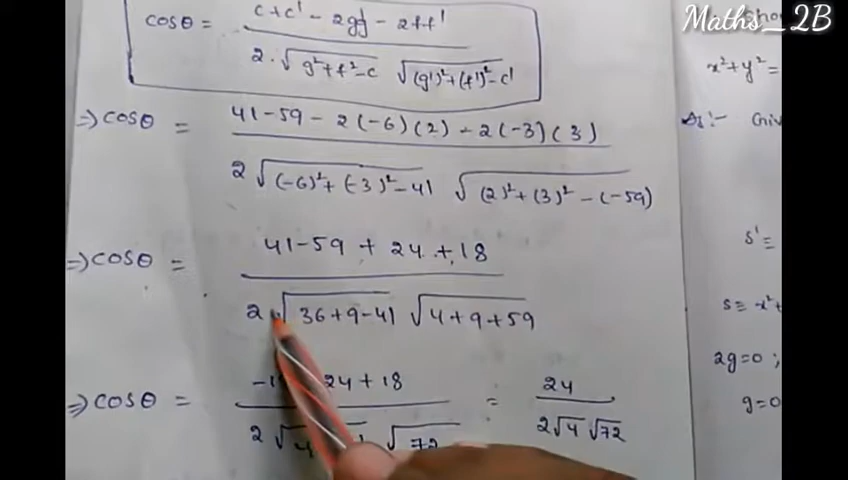 Maths_2B
cosθ = c+c' - 2gg' - 2ff' / 2·√g²+f²-c √(g')²+(f')²-c'
x²+y²=
⇒ cosθ = 41-59 - 2(-6)(2) - 2(-3)(3) / 2√(-6)²+(-3)²-41 √(2)²+(3)²-(-59)
⇒ cosθ = 41-59 + 24 + 18 / 2√36+9-41 √4+9+59
s' ≡
s ≡ x²+
2g=0 ;
g=0
⇒ cosθ = 24+18 / 2 √72 = 24 / 2√4 √72